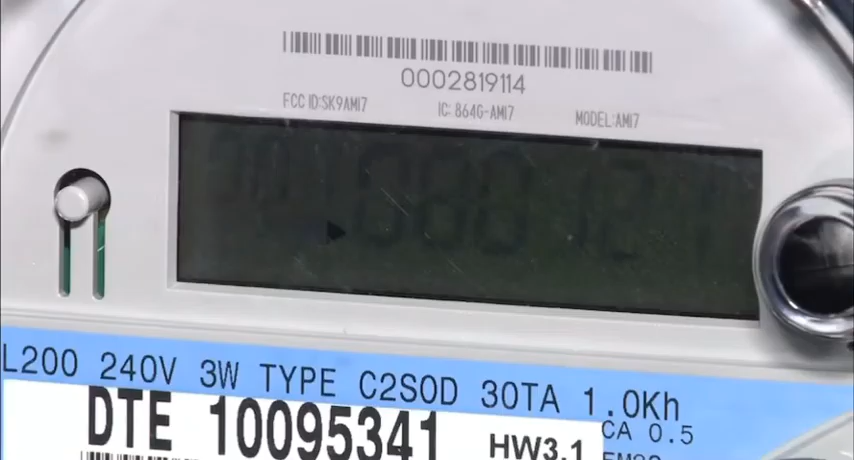 0002819114
FCC ID:SK9AMI7 IC: 864G-AMI7 MODEL:AMI7
L200 240V 3W TYPE C2SOD 30TA 1.0Kh
DTE 10095341 HW3.1 CA 0.5